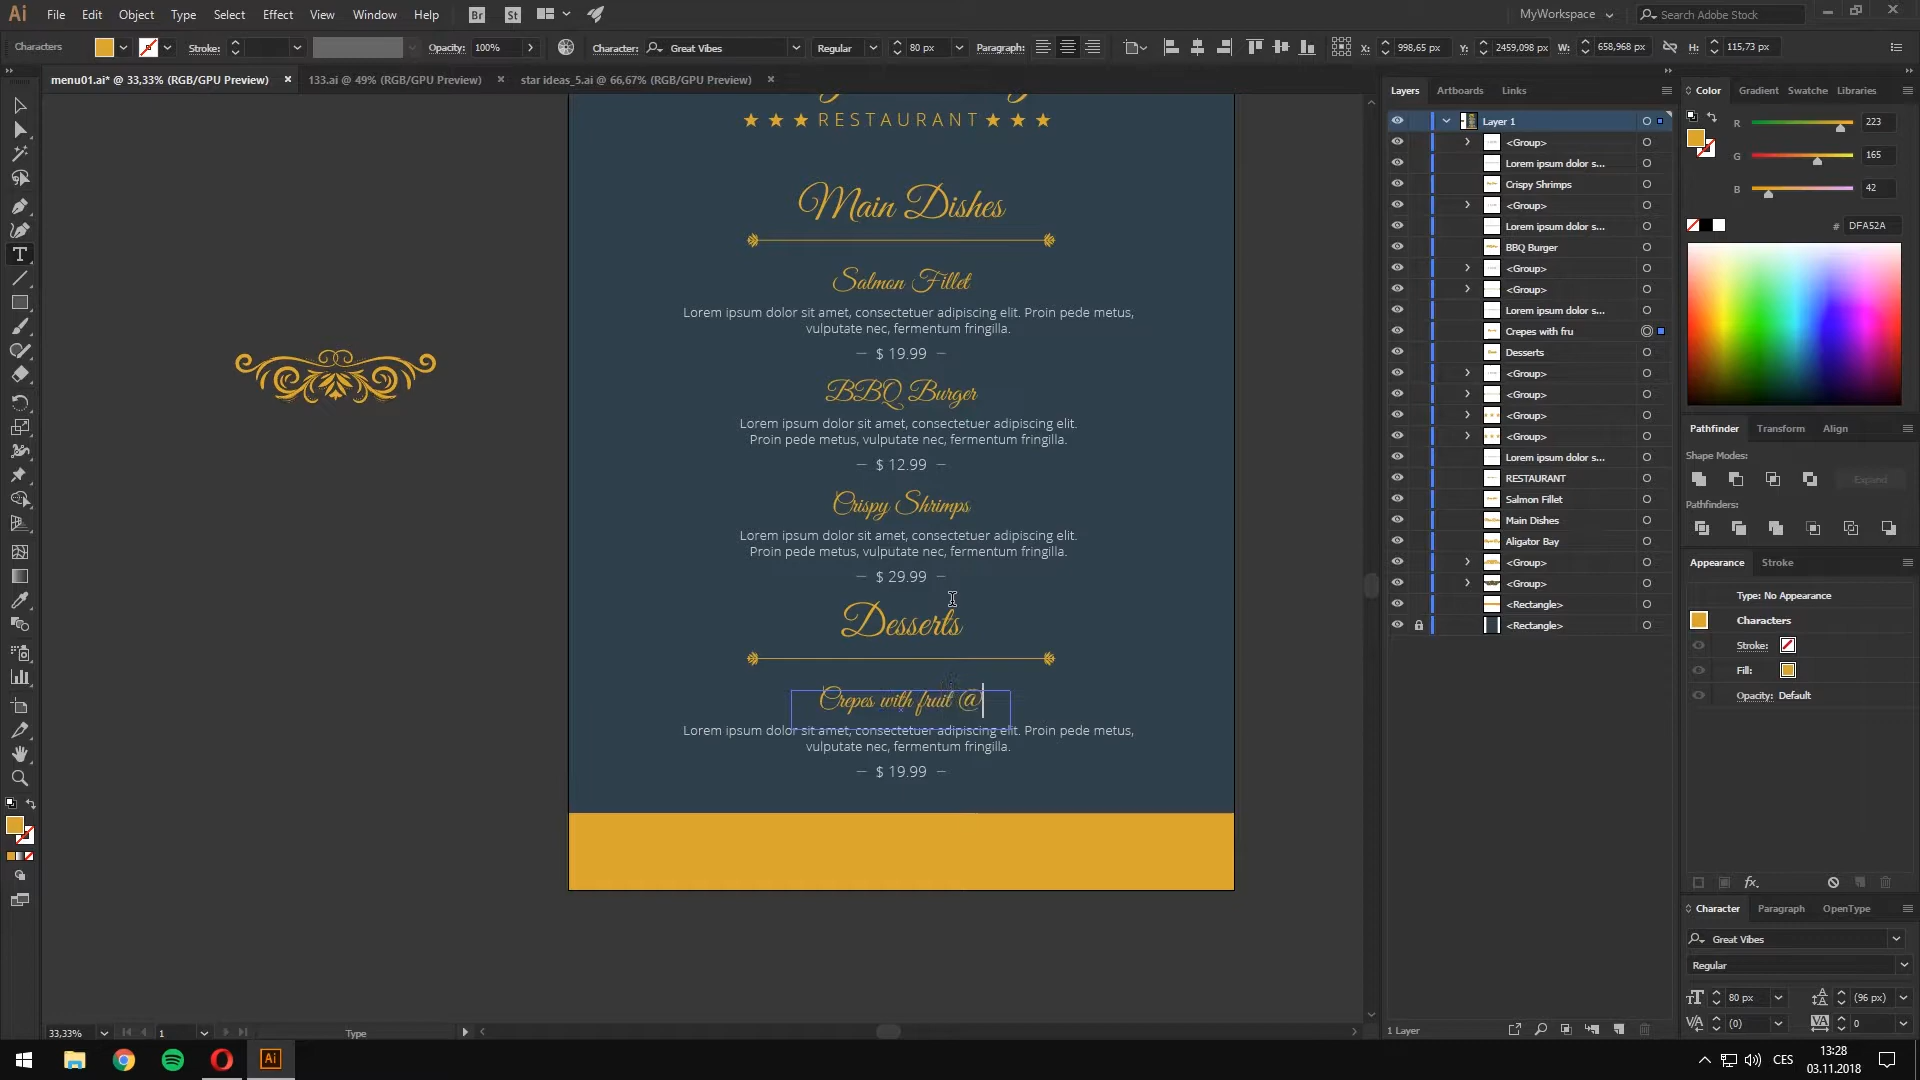 Ai File Edit Object Type Select Effect View Window Help Br St MyWorkspace Search Adobe Stock
Characters Stroke: Opacity: 100% Character: Great Vibes Regular 80 px Paragraph: X: 998,65 px Y: 2459,098 px W: 658,968 px H: 115,73 px
menu01.ai* @ 33,33% (RGB/GPU Preview) × 133.ai @ 49% (RGB/GPU Preview) × star ideas_5.ai @ 66,67% (RGB/GPU Preview) ×
RESTAURANT
Main Dishes
Salmon Fillet
Lorem ipsum dolor sit amet, consectetuer adipiscing elit. Proin pede metus,
vulputate nec, fermentum fringilla.
— $ 19.99 —
BBQ Burger
Lorem ipsum dolor sit amet, consectetuer adipiscing elit.
Proin pede metus, vulputate nec, fermentum fringilla.
— $ 12.99 —
Crispy Shrimps
Lorem ipsum dolor sit amet, consectetuer adipiscing elit.
Proin pede metus, vulputate nec, fermentum fringilla.
— $ 29.99 —
Desserts
Crepes with fruit @
Lorem ipsum dolor sit amet, consectetuer adipiscing elit. Proin pede metus,
vulputate nec, fermentum fringilla.
— $ 19.99 —
33,33% 1 Type
Layers Artboards Links
Layer 1
<Group>
Lorem ipsum dolor s...
Crispy Shrimps
<Group>
Lorem ipsum dolor s...
BBQ Burger
<Group>
<Group>
Lorem ipsum dolor s...
Crepes with fru
Desserts
<Group>
<Group>
<Group>
<Group>
Lorem ipsum dolor s...
RESTAURANT
Salmon Fillet
Main Dishes
Aligator Bay
<Group>
<Group>
<Rectangle>
<Rectangle>
1 Layer
Color Gradient Swatche Libraries
R 223
G 165
B 42
# DFA52A
Pathfinder Transform Align
Shape Modes:
Expand
Pathfinders:
Appearance Stroke
Type: No Appearance
Characters
Stroke:
Fill:
Opacity: Default
fx.
Character Paragraph OpenType
Great Vibes
Regular
80 px (96 px)
(0) 0
Ai CES 13:28
03.11.2018